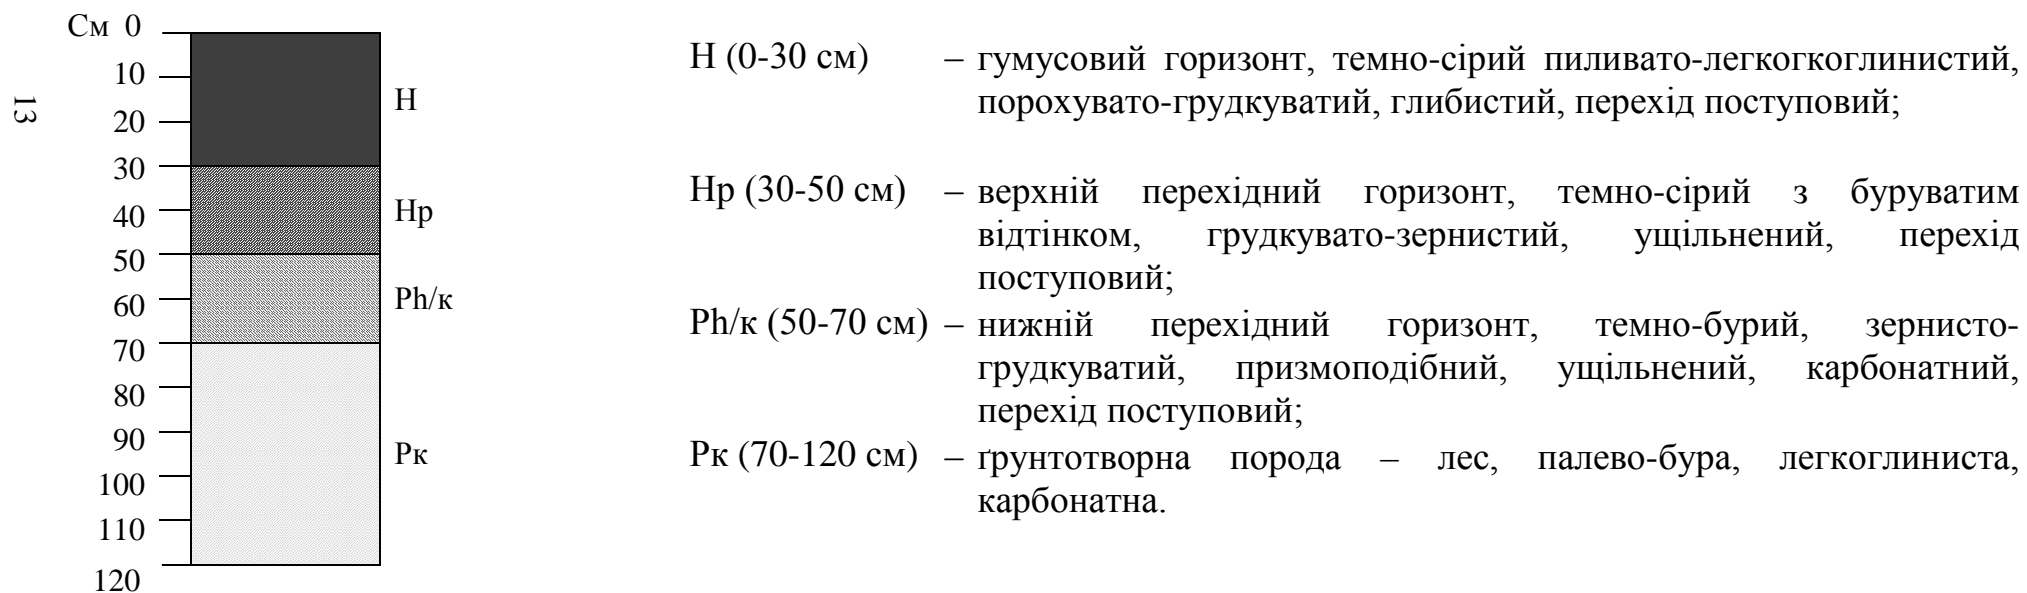 См 0
10
20
30
40
50
60
70
80
90
100
110
120
13
Н
Нр
Рh/к
Рк
Н (0-30 см) – гумусовий горизонт, темно-сірий пиливато-легкогкоглинистий,
порохувато-грудкуватий, глибистий, перехід поступовий;
Нр (30-50 см) – верхній перехідний горизонт, темно-сірий з буруватим
відтінком, грудкувато-зернистий, ущільнений, перехід
поступовий;
Рh/к (50-70 см) – нижній перехідний горизонт, темно-бурий, зернисто-
грудкуватий, призмоподібний, ущільнений, карбонатний,
перехід поступовий;
Рк (70-120 см) – ґрунтотворна порода – лес, палево-бура, легкоглиниста,
карбонатна.